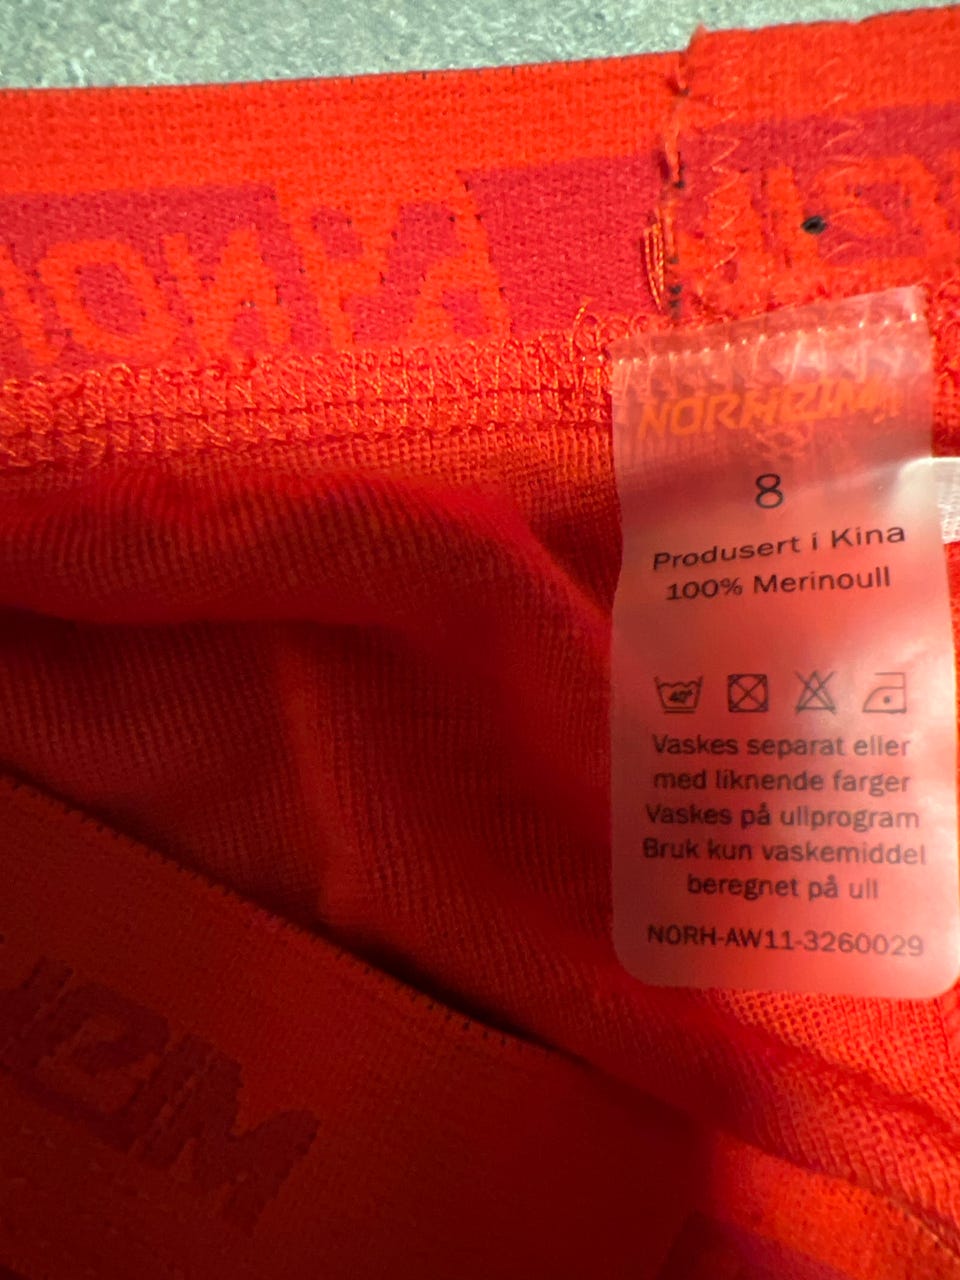 NORHEIM
8
Produsert i Kina
100% Merinoull
40°
Vaskes separat eller
med liknende farger
Vaskes på ullprogram
Bruk kun vaskemiddel
beregnet på ull
NORH-AW11-3260029